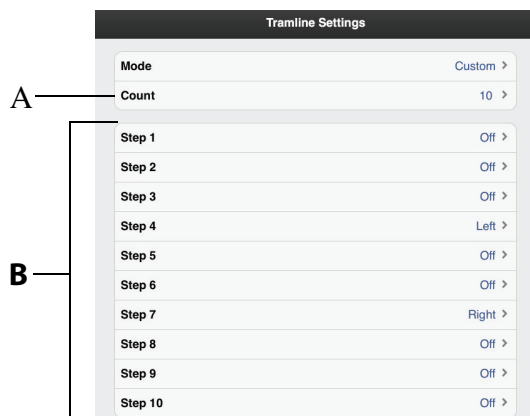 Tramline Settings
Mode Custom >
A Count 10 >
Step 1 Off >
Step 2 Off >
Step 3 Off >
Step 4 Left >
Step 5 Off >
B Step 6 Off >
Step 7 Right >
Step 8 Off >
Step 9 Off >
Step 10 Off >